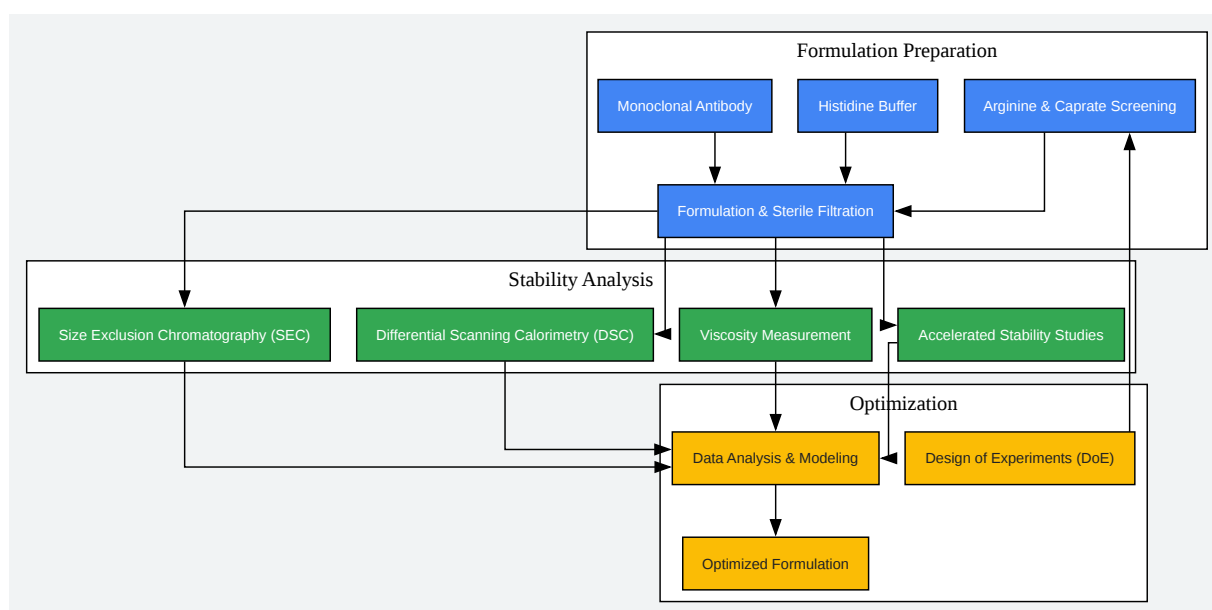 Formulation Preparation
Monoclonal Antibody
Histidine Buffer
Arginine & Caprate Screening
Formulation & Sterile Filtration
Stability Analysis
Size Exclusion Chromatography (SEC)
Differential Scanning Calorimetry (DSC)
Viscosity Measurement
Accelerated Stability Studies
Optimization
Data Analysis & Modeling
Design of Experiments (DoE)
Optimized Formulation